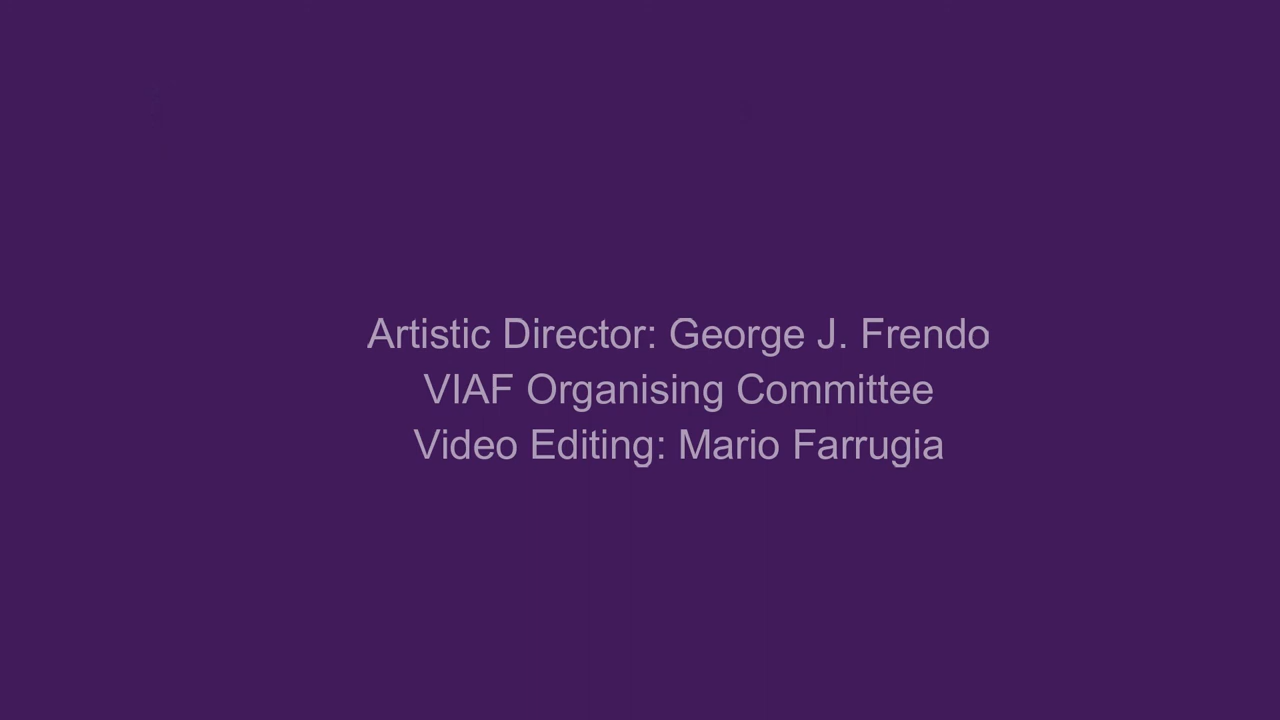 Artistic Director: George J. Frendo
VIAF Organising Committee
Video Editing: Mario Farrugia